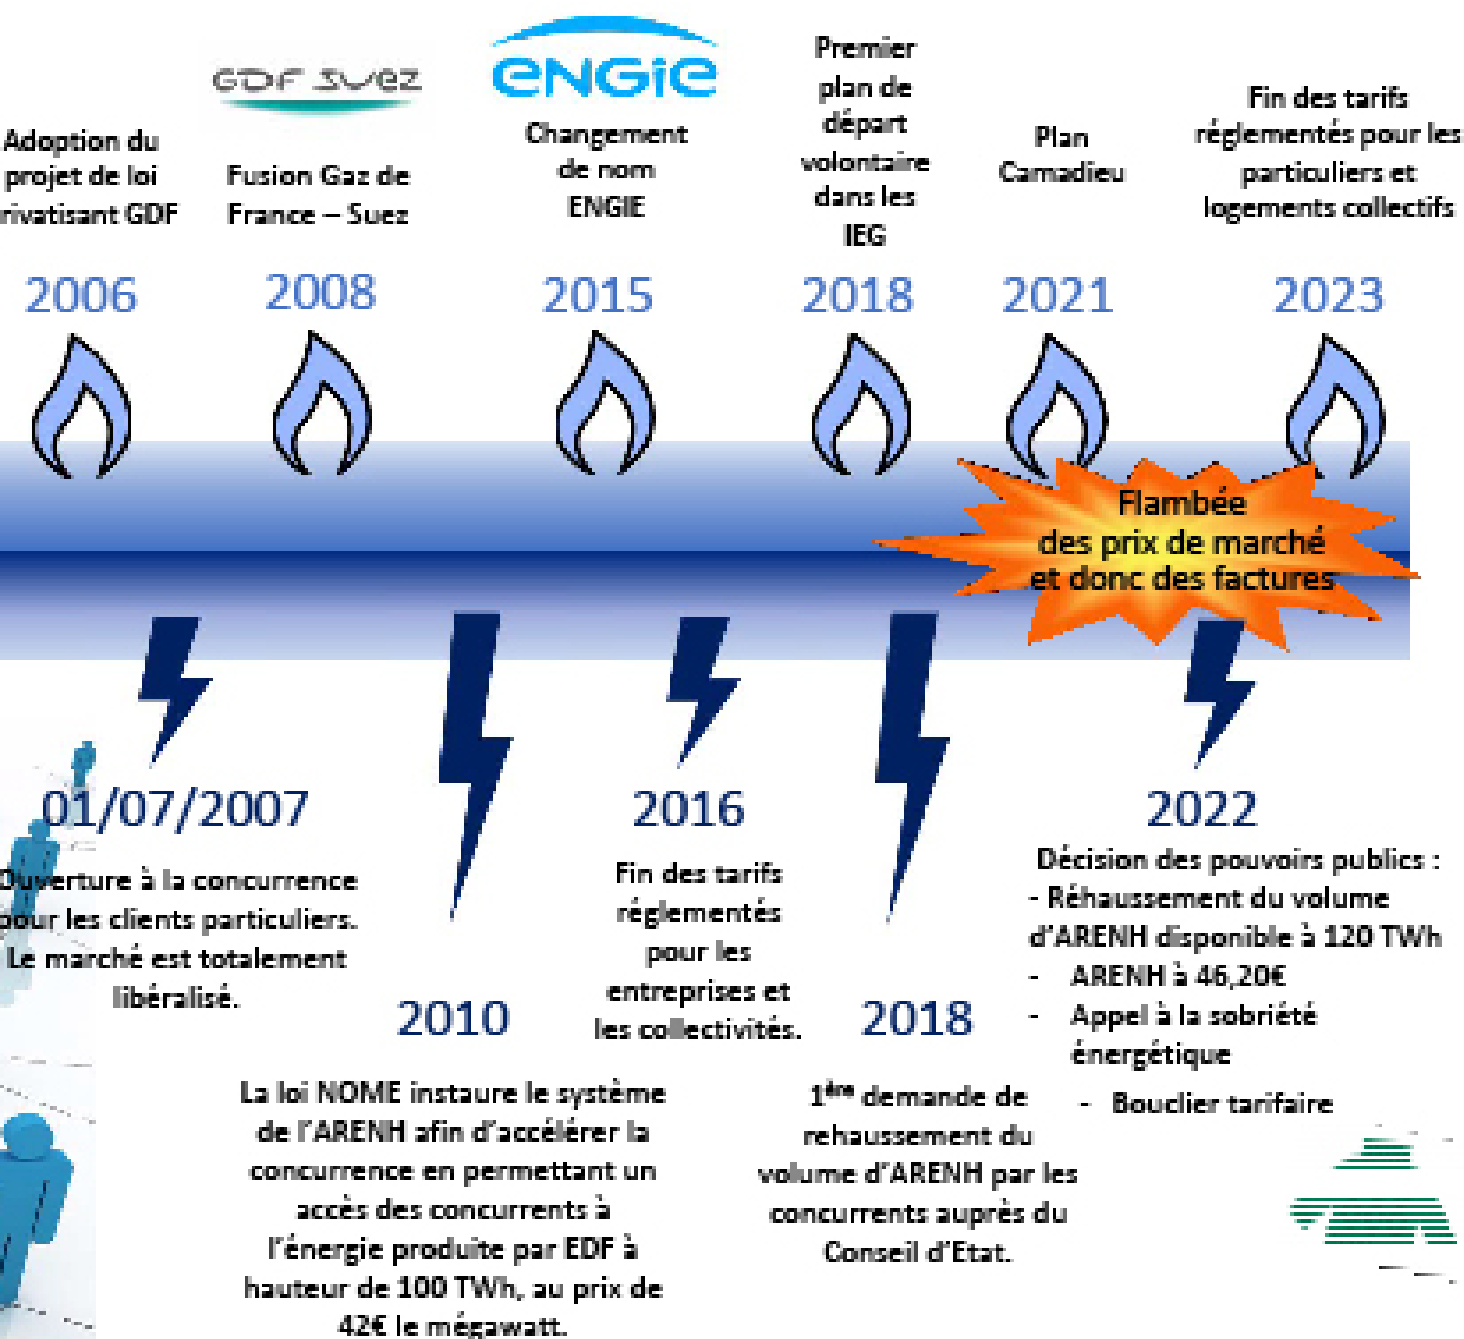 Adoption du
projet de loi
rivatisant GDF
2006
GDF SUEZ
Fusion Gaz de
France – Suez
2008
ENGIE
Changement
de nom
ENGIE
2015
Premier
plan de
départ
volontaire
dans les
IEG
2018
Plan
Camadieu
2021
Fin des tarifs
réglementés pour les
particuliers et
logements collectifs
2023
Flambée
des prix de marché
et donc des factures
01/07/2007
Ouverture à la concurrence
pour les clients particuliers.
Le marché est totalement
libéralisé.
2010
La loi NOME instaure le système
de l'ARENH afin d'accélérer la
concurrence en permettant un
accès des concurrents à
l'énergie produite par EDF à
hauteur de 100 TWh, au prix de
42€ le mégawatt.
2016
Fin des tarifs
réglementés
pour les
entreprises et
les collectivités.
2018
1ère demande de
rehaussement du
volume d'ARENH par les
concurrents auprès du
Conseil d'Etat.
2022
Décision des pouvoirs publics :
- Réhaussement du volume
d'ARENH disponible à 120 TWh
- ARENH à 46,20€
- Appel à la sobriété
énergétique
- Bouclier tarifaire